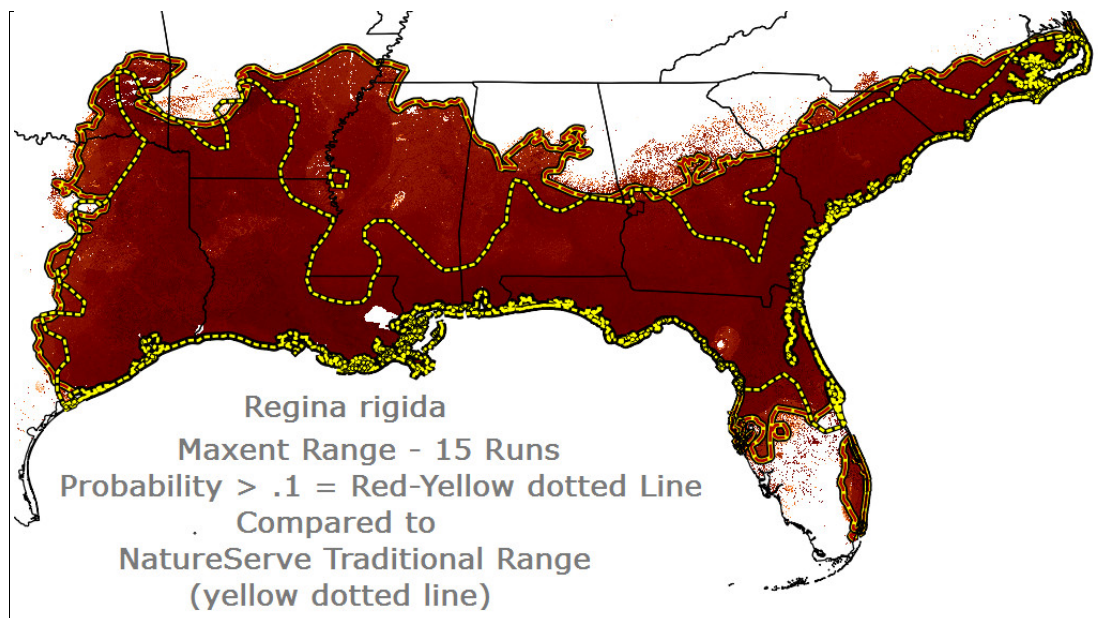 Regina rigida
Maxent Range - 15 Runs
Probability > .1 = Red-Yellow dotted Line
Compared to
NatureServe Traditional Range
(yellow dotted line)